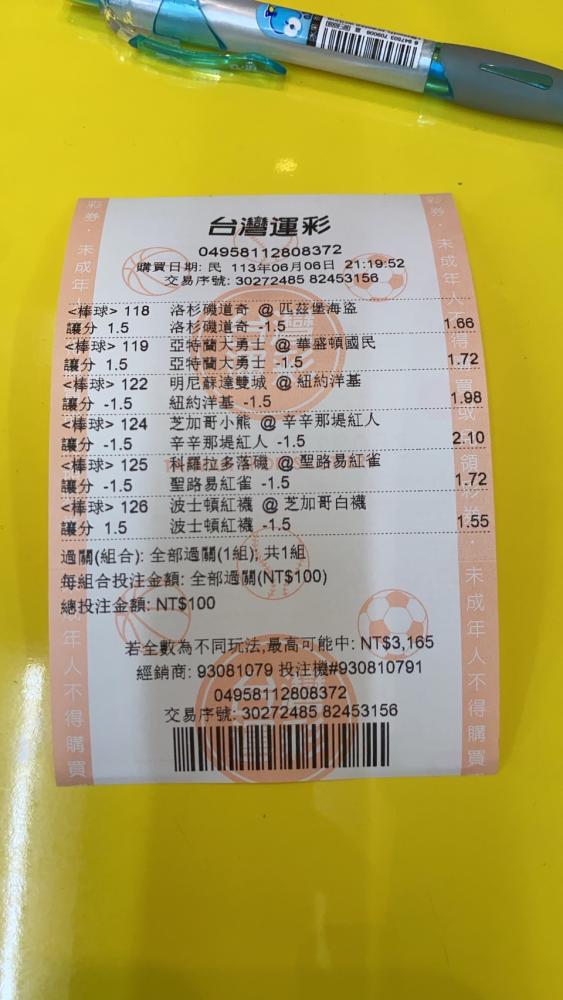 台灣運彩
04958112808372
購買日期: 民 113年06月06日 21:19:52
交易序號: 30272485 82453156
<棒球> 118 洛杉磯道奇 @ 匹茲堡海盜
讓分 1.5 洛杉磯道奇 -1.5 1.66
<棒球> 119 亞特蘭大勇士 @ 華盛頓國民
讓分 1.5 亞特蘭大勇士 -1.5 1.72
<棒球> 122 明尼蘇達雙城 @ 紐約洋基
讓分 -1.5 紐約洋基 -1.5 1.98
<棒球> 124 芝加哥小熊 @ 辛辛那堤紅人
讓分 -1.5 辛辛那堤紅人 -1.5 2.10
<棒球> 125 科羅拉多落磯 @ 聖路易紅雀
讓分 -1.5 聖路易紅雀 -1.5 1.72
<棒球> 126 波士頓紅襪 @ 芝加哥白襪
讓分 1.5 波士頓紅襪 -1.5 1.55
過關(組合): 全部過關(1組); 共1組
每組合投注金額: 全部過關(NT$100)
總投注金額: NT$100
若全數為不同玩法,最高可能中: NT$3,165
經銷商: 93081079 投注機#930810791
04958112808372
交易序號: 30272485 82453156
未成年人不得購買